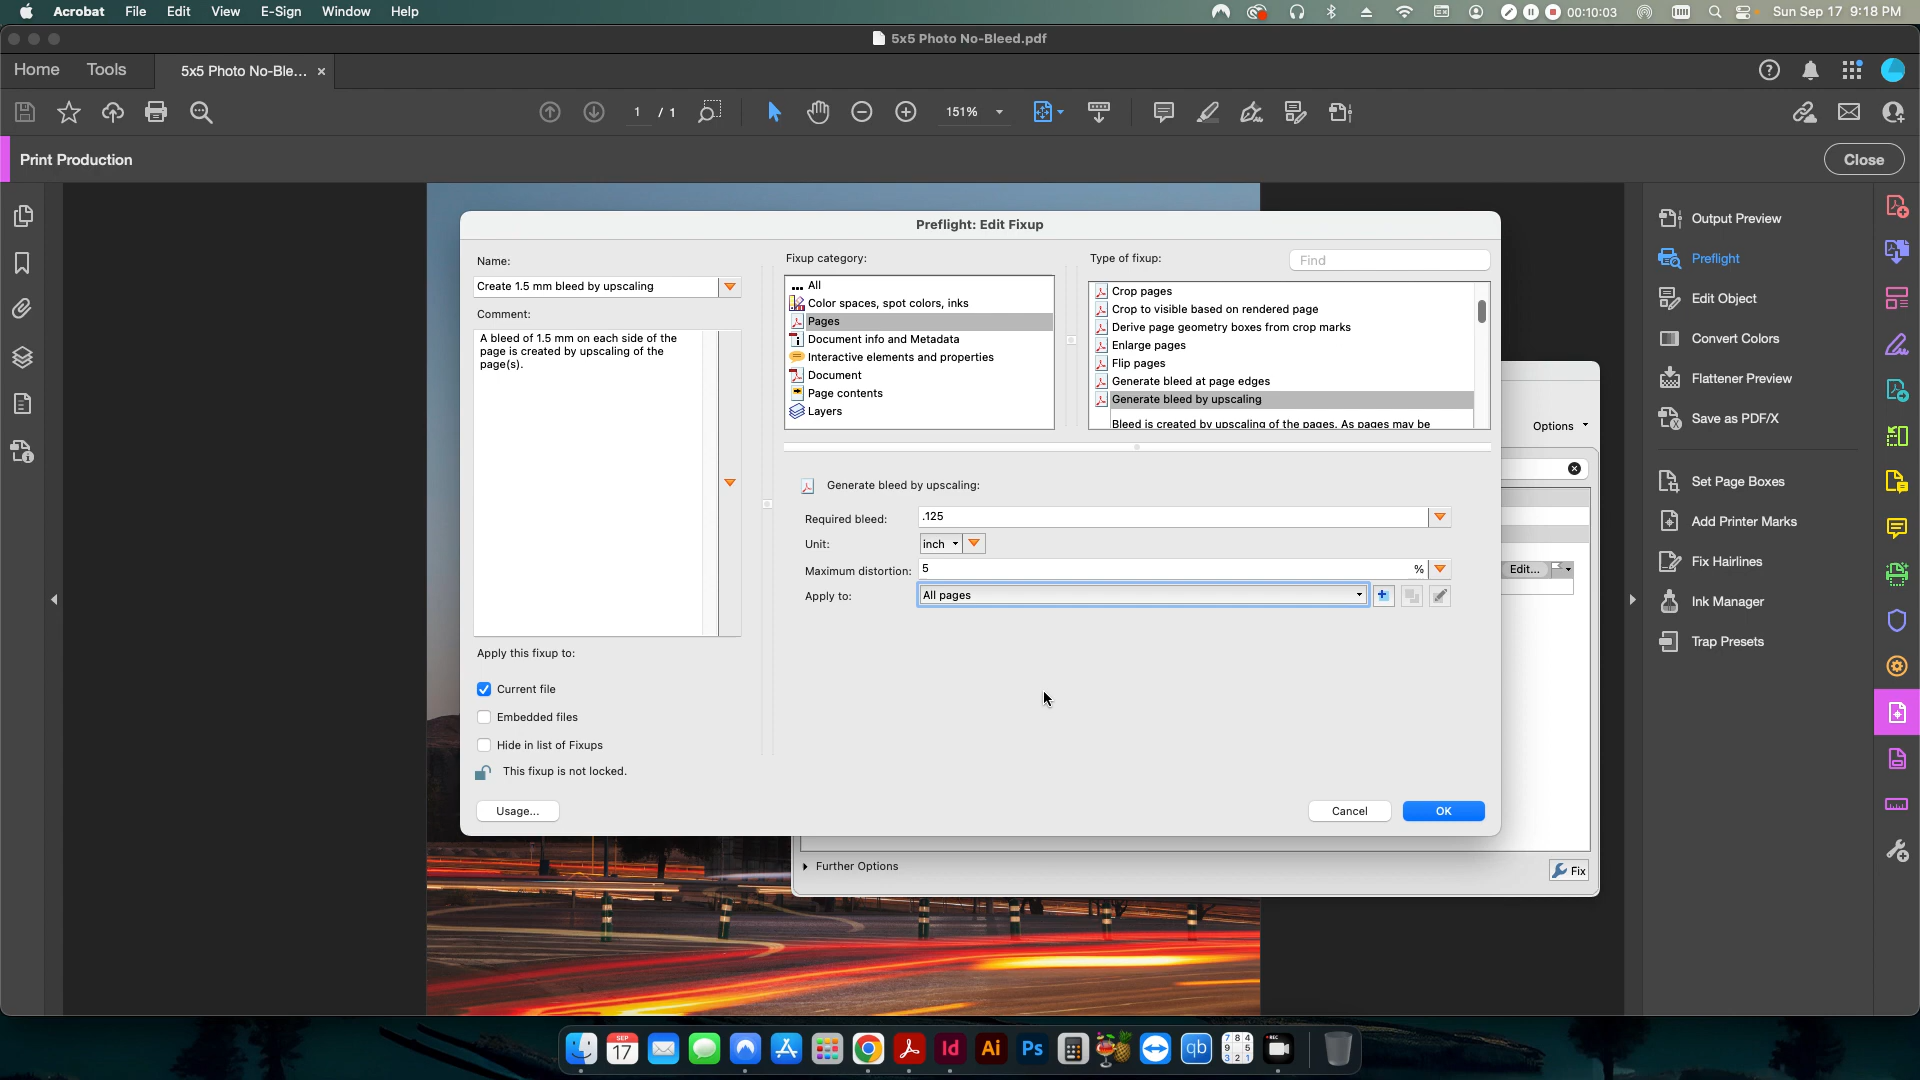 Acrobat File Edit View E-Sign Window Help
00:10:03 Sun Sep 17 9:18 PM
5x5 Photo No-Bleed.pdf
Home Tools 5x5 Photo No-Ble... ×
1 / 1 151%
Print Production
Close
Preflight: Edit Fixup
Name:
Create 1.5 mm bleed by upscaling
Comment:
A bleed of 1.5 mm on each side of the
page is created by upscaling of the
page(s).
Apply this fixup to:
Current file
Embedded files
Hide in list of Fixups
This fixup is not locked.
Usage...
Fixup category:
All
Color spaces, spot colors, inks
Pages
Document info and Metadata
Interactive elements and properties
Document
Page contents
Layers
Type of fixup:
Find
Crop pages
Crop to visible based on rendered page
Derive page geometry boxes from crop marks
Enlarge pages
Flip pages
Generate bleed at page edges
Generate bleed by upscaling
Bleed is created by upscaling of the pages. As pages may be
Generate bleed by upscaling:
Required bleed: .125
Unit: inch
Maximum distortion: 5 %
Apply to: All pages
Cancel
OK
Options
Edit...
Further Options
Fix
Output Preview
Preflight
Edit Object
Convert Colors
Flattener Preview
Save as PDF/X
Set Page Boxes
Add Printer Marks
Fix Hairlines
Ink Manager
Trap Presets
SEP
17
Id
Ai
Ps
qb
7 8 4
9 5
3 2 1
REC